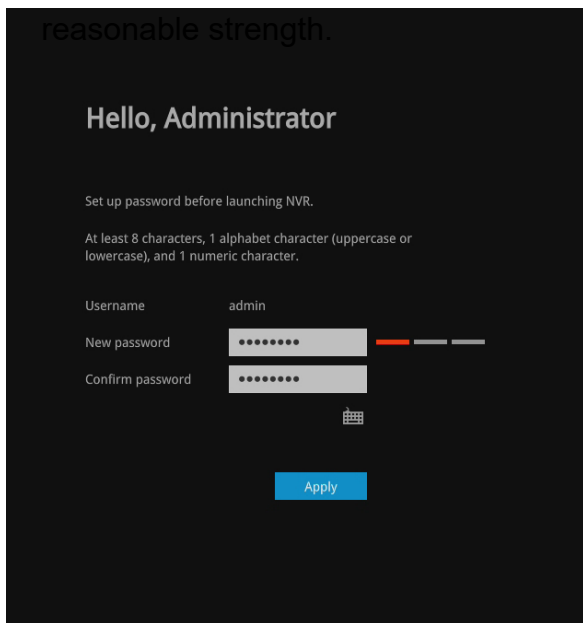 reasonable strength.
Hello, Administrator
Set up password before launching NVR.
At least 8 characters, 1 alphabet character (uppercase or
lowercase), and 1 numeric character.
Username admin
New password ••••••••
Confirm password ••••••••
Apply